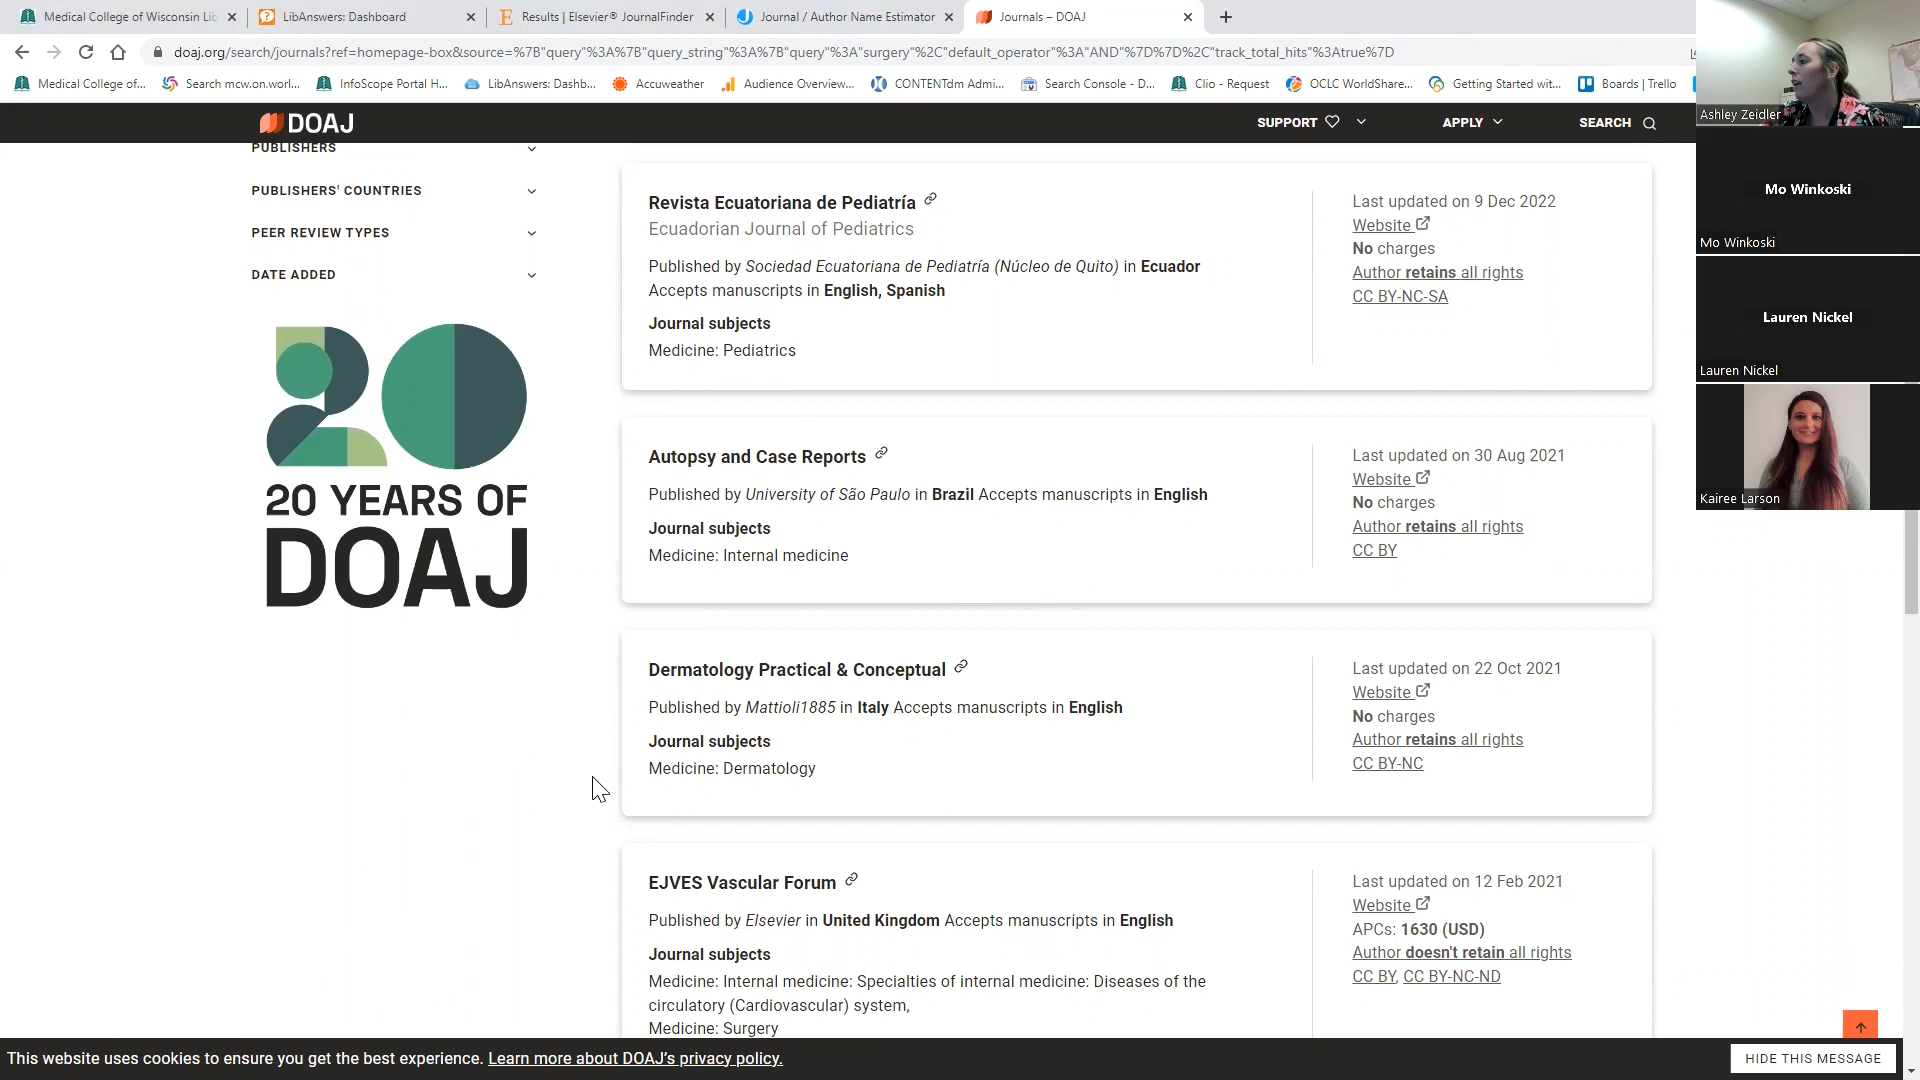 Medical College of Wisconsin Lib
LibAnswers: Dashboard
Results | Elsevier® JournalFinder
Journal / Author Name Estimator
Journals – DOAJ
doaj.org/search/journals?ref=homepage-box&source=%7B"query"%3A%7B"query_string"%3A%7B"query"%3A"surgery"%2C"default_operator"%3A"AND"%7D%7D%2C"track_total_hits"%3Atrue%7D
Medical College of...
Search mcw.on.worl...
InfoScope Portal H...
LibAnswers: Dashb...
Accuweather
Audience Overview...
CONTENTdm Admi...
Search Console - D...
Clio - Request
OCLC WorldShare...
Getting Started wit...
Boards | Trello
DOAJ
SUPPORT
APPLY
SEARCH
PUBLISHERS
PUBLISHERS' COUNTRIES
PEER REVIEW TYPES
DATE ADDED
20
20 YEARS OF
DOAJ
Revista Ecuatoriana de Pediatría
Ecuadorian Journal of Pediatrics
Published by Sociedad Ecuatoriana de Pediatría (Núcleo de Quito) in Ecuador
Accepts manuscripts in English, Spanish
Journal subjects
Medicine: Pediatrics
Last updated on 9 Dec 2022
Website
No charges
Author retains all rights
CC BY-NC-SA
Autopsy and Case Reports
Published by University of São Paulo in Brazil Accepts manuscripts in English
Journal subjects
Medicine: Internal medicine
Last updated on 30 Aug 2021
Website
No charges
Author retains all rights
CC BY
Dermatology Practical & Conceptual
Published by Mattioli1885 in Italy Accepts manuscripts in English
Journal subjects
Medicine: Dermatology
Last updated on 22 Oct 2021
Website
No charges
Author retains all rights
CC BY-NC
EJVES Vascular Forum
Published by Elsevier in United Kingdom Accepts manuscripts in English
Journal subjects
Medicine: Internal medicine: Specialties of internal medicine: Diseases of the
circulatory (Cardiovascular) system,
Medicine: Surgery
Last updated on 12 Feb 2021
Website
APCs: 1630 (USD)
Author doesn't retain all rights
CC BY, CC BY-NC-ND
This website uses cookies to ensure you get the best experience. Learn more about DOAJ's privacy policy.
HIDE THIS MESSAGE
Ashley Zeidler
Mo Winkoski
Mo Winkoski
Lauren Nickel
Lauren Nickel
Kairee Larson